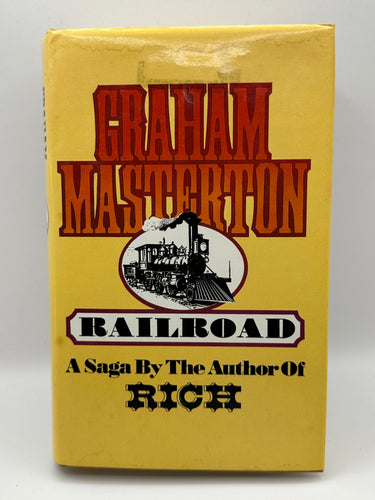 GRAHAM
MASTERTON
RAILROAD
A Saga By The Author Of
RICH